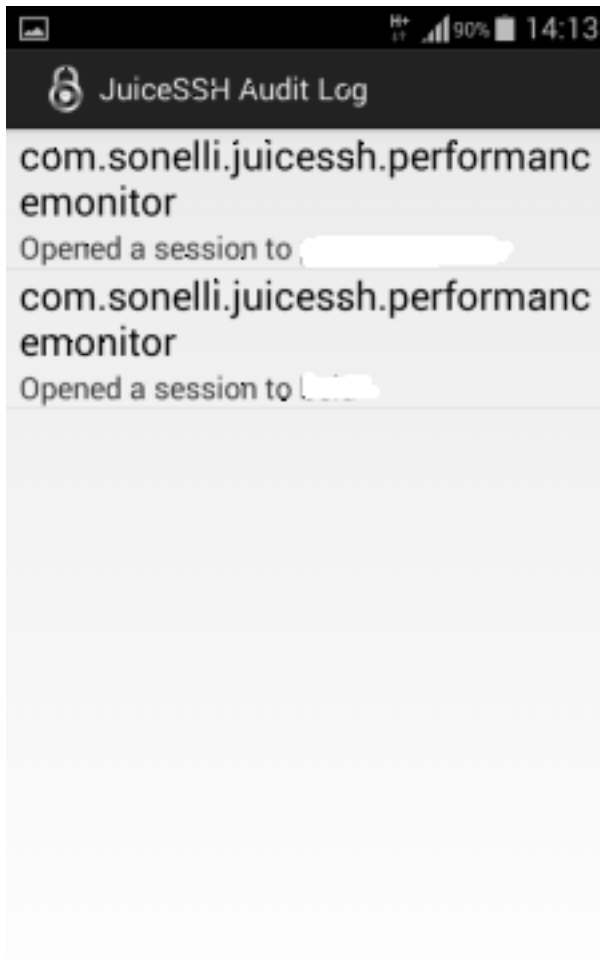 H+ 90% 14:13
JuiceSSH Audit Log
com.sonelli.juicessh.performanc
emonitor
Opened a session to
com.sonelli.juicessh.performanc
emonitor
Opened a session to